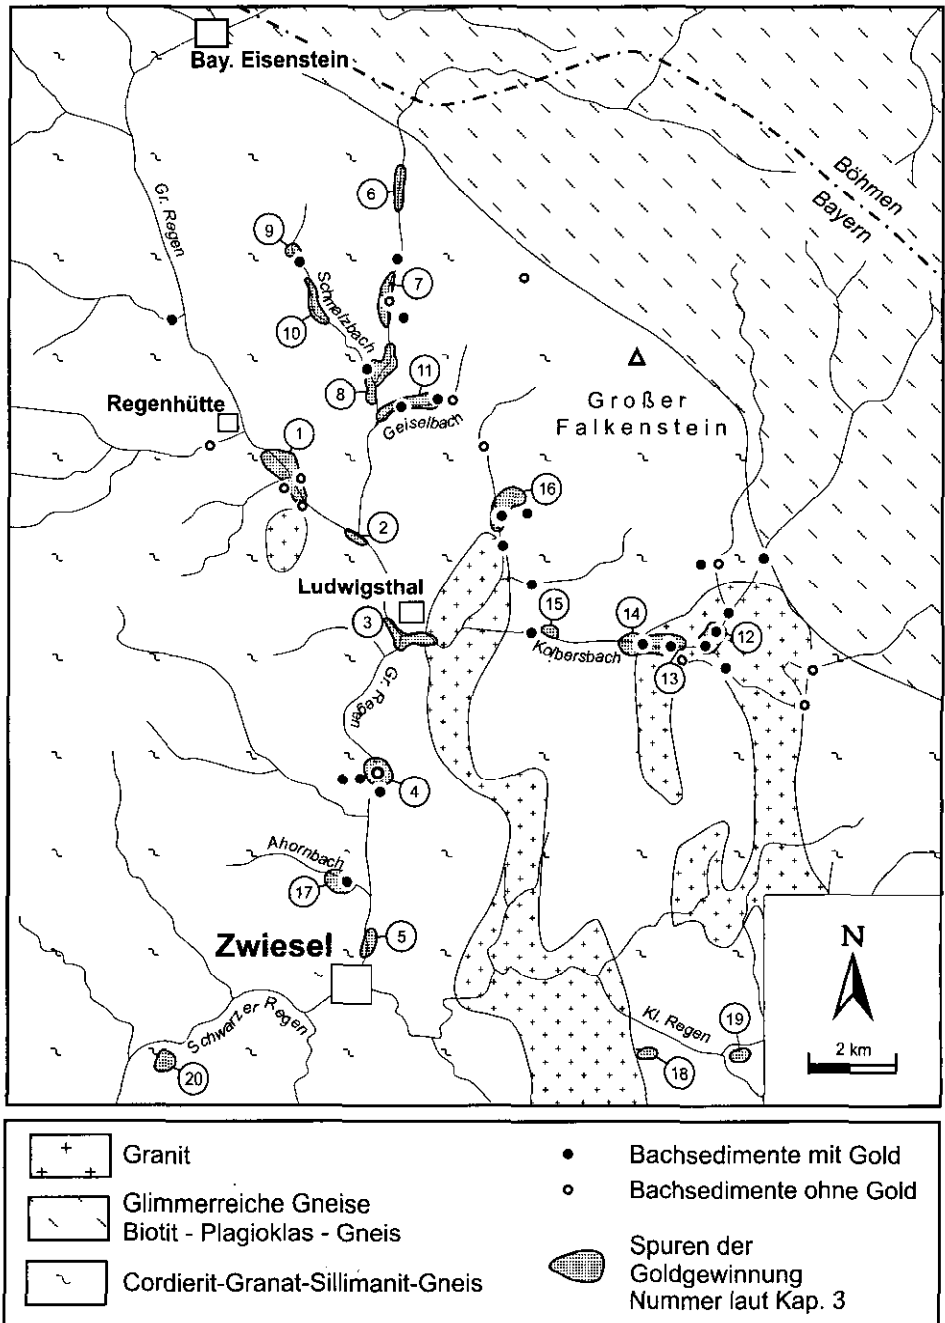 Bay. Eisenstein
Böhmen
Bayern
6
Gr. Regen
9
7
Schmelzbach
10
11
8
Regenhütte
Geiselbach
Großer
Falkenstein
1
16
2
Ludwigsthal
15
14
3
12
Kolbersbach
13
Gr. Regen
4
Ahornbach
17
5
Zwiesel
N
Schwarzer Regen
Kl. Regen
19
2 km
18
20
Granit
Glimmerreiche Gneise
Biotit - Plagioklas - Gneis
Cordierit-Granat-Sillimanit-Gneis
Bachsedimente mit Gold
Bachsedimente ohne Gold
Spuren der
Goldgewinnung
Nummer laut Kap. 3